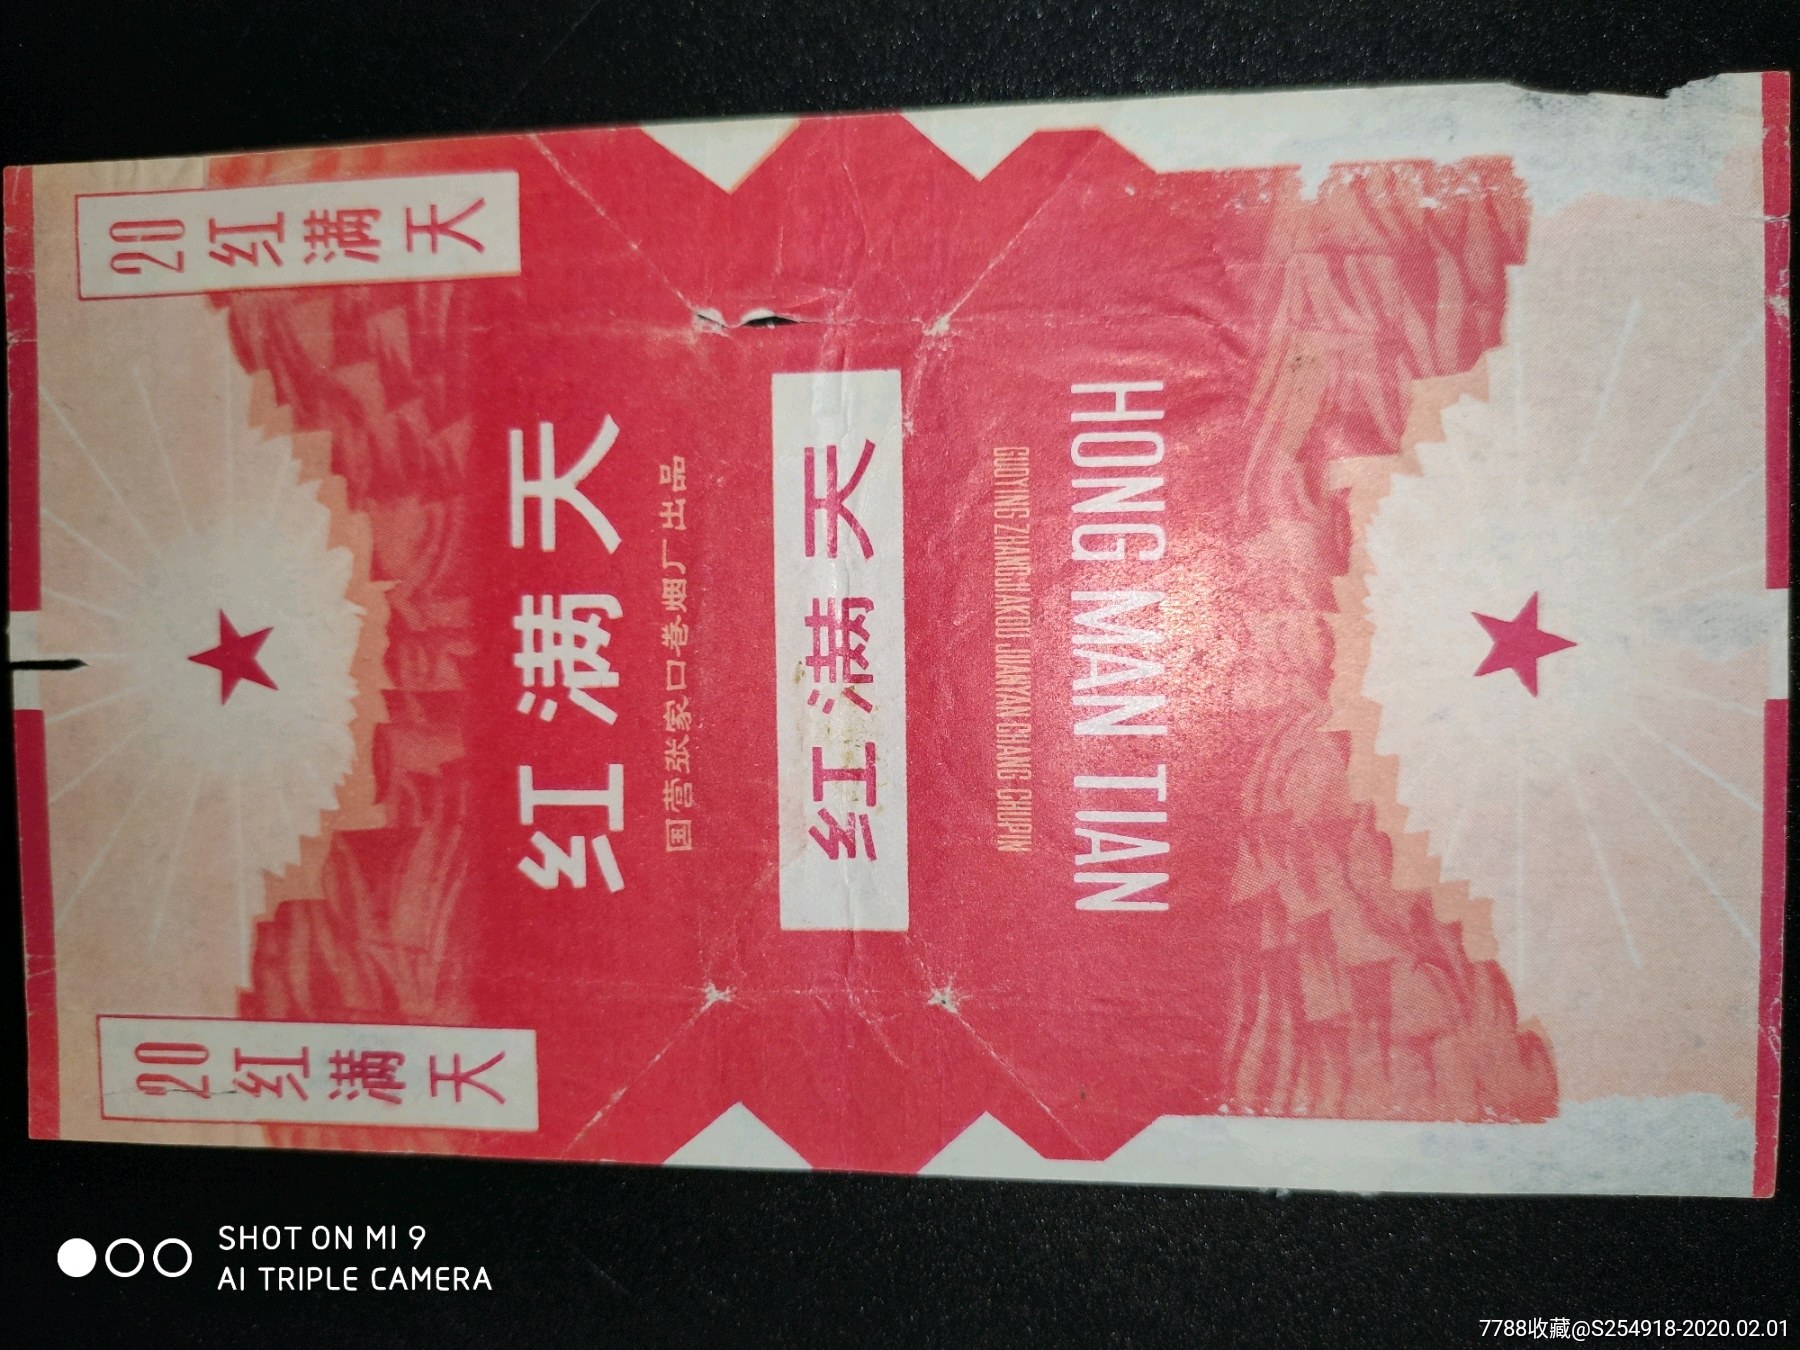 20 红满天
红满天
国营张家口卷烟厂出品
红满天
GUOYING ZHANGJIAKOU JUANYAN CHANG CHUPIN
HONG MAN TIAN
20 红满天
SHOT ON MI 9
AI TRIPLE CAMERA
7788收藏@S254918-2020.02.01